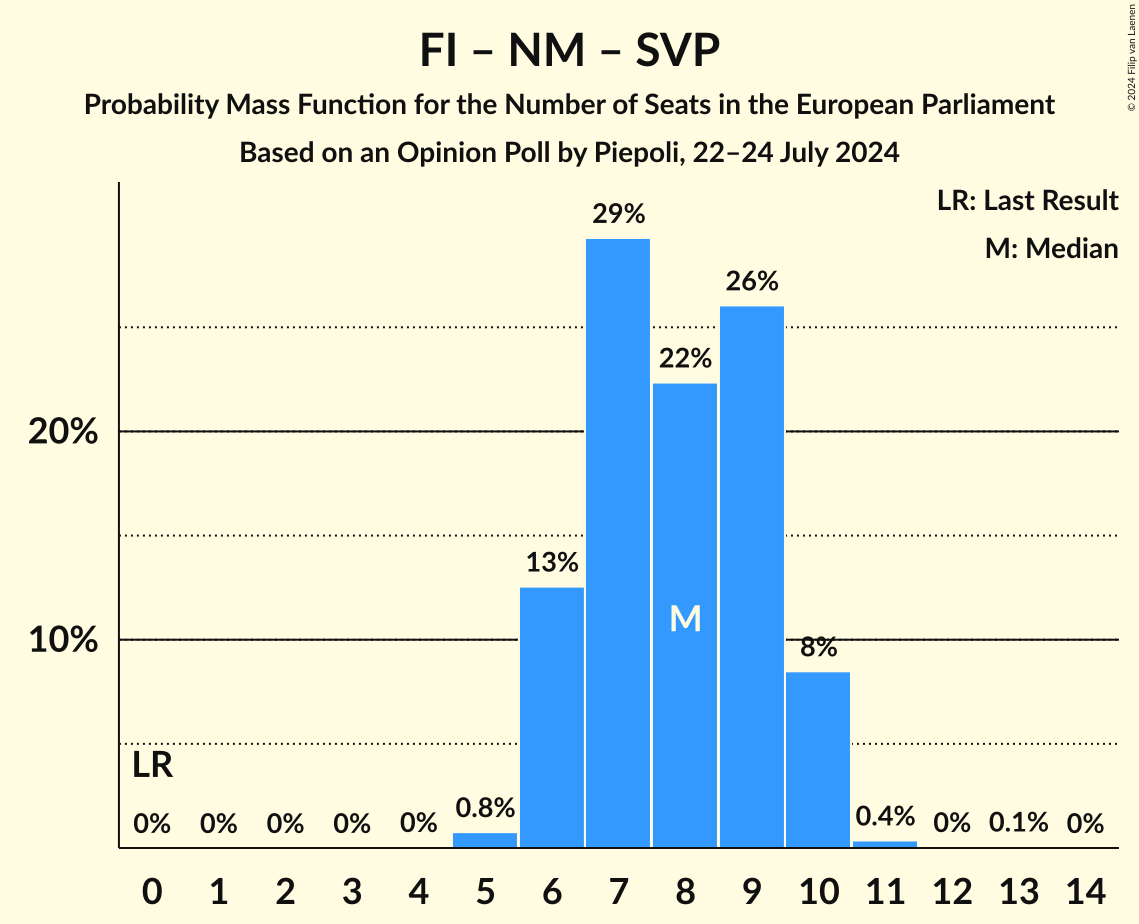 FI – NM – SVP
Probability Mass Function for the Number of Seats in the European Parliament
Based on an Opinion Poll by Piepoli, 22–24 July 2024
© 2024 Filip van Laenen
LR: Last Result
M: Median
29%
26%
22%
20%
13%
M
10%
8%
LR
0% 0% 0% 0% 0% 0.8% 0.4% 0% 0.1% 0%
0 1 2 3 4 5 6 7 8 9 10 11 12 13 14